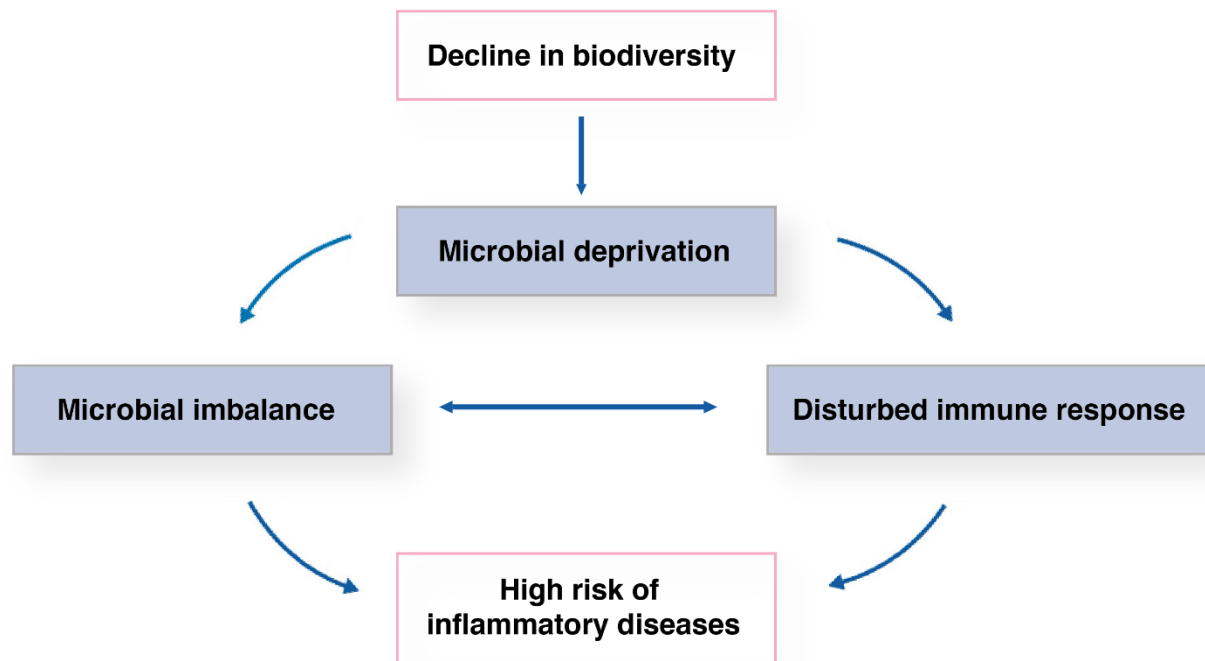 Decline in biodiversity
Microbial deprivation
Microbial imbalance
Disturbed immune response
High risk of
inflammatory diseases